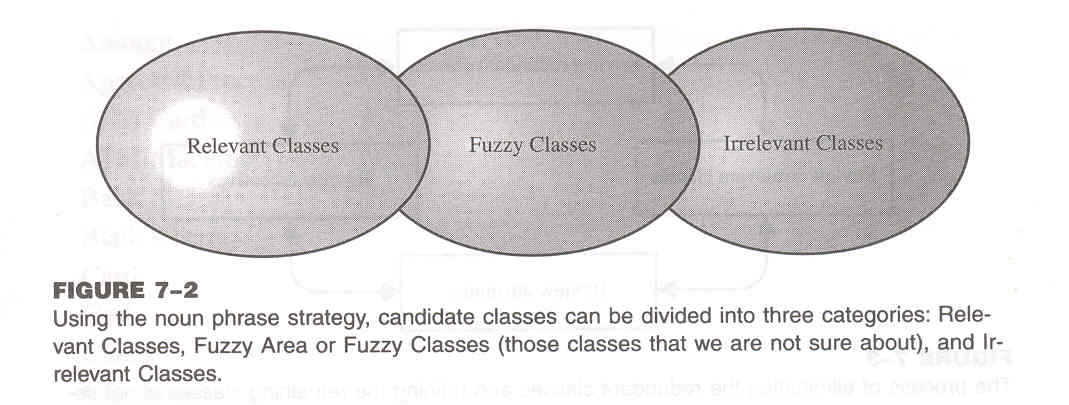 Relevant Classes
Fuzzy Classes
Irrelevant Classes
FIGURE 7–2
Using the noun phrase strategy, candidate classes can be divided into three categories: Rele-
vant Classes, Fuzzy Area or Fuzzy Classes (those classes that we are not sure about), and Ir-
relevant Classes.